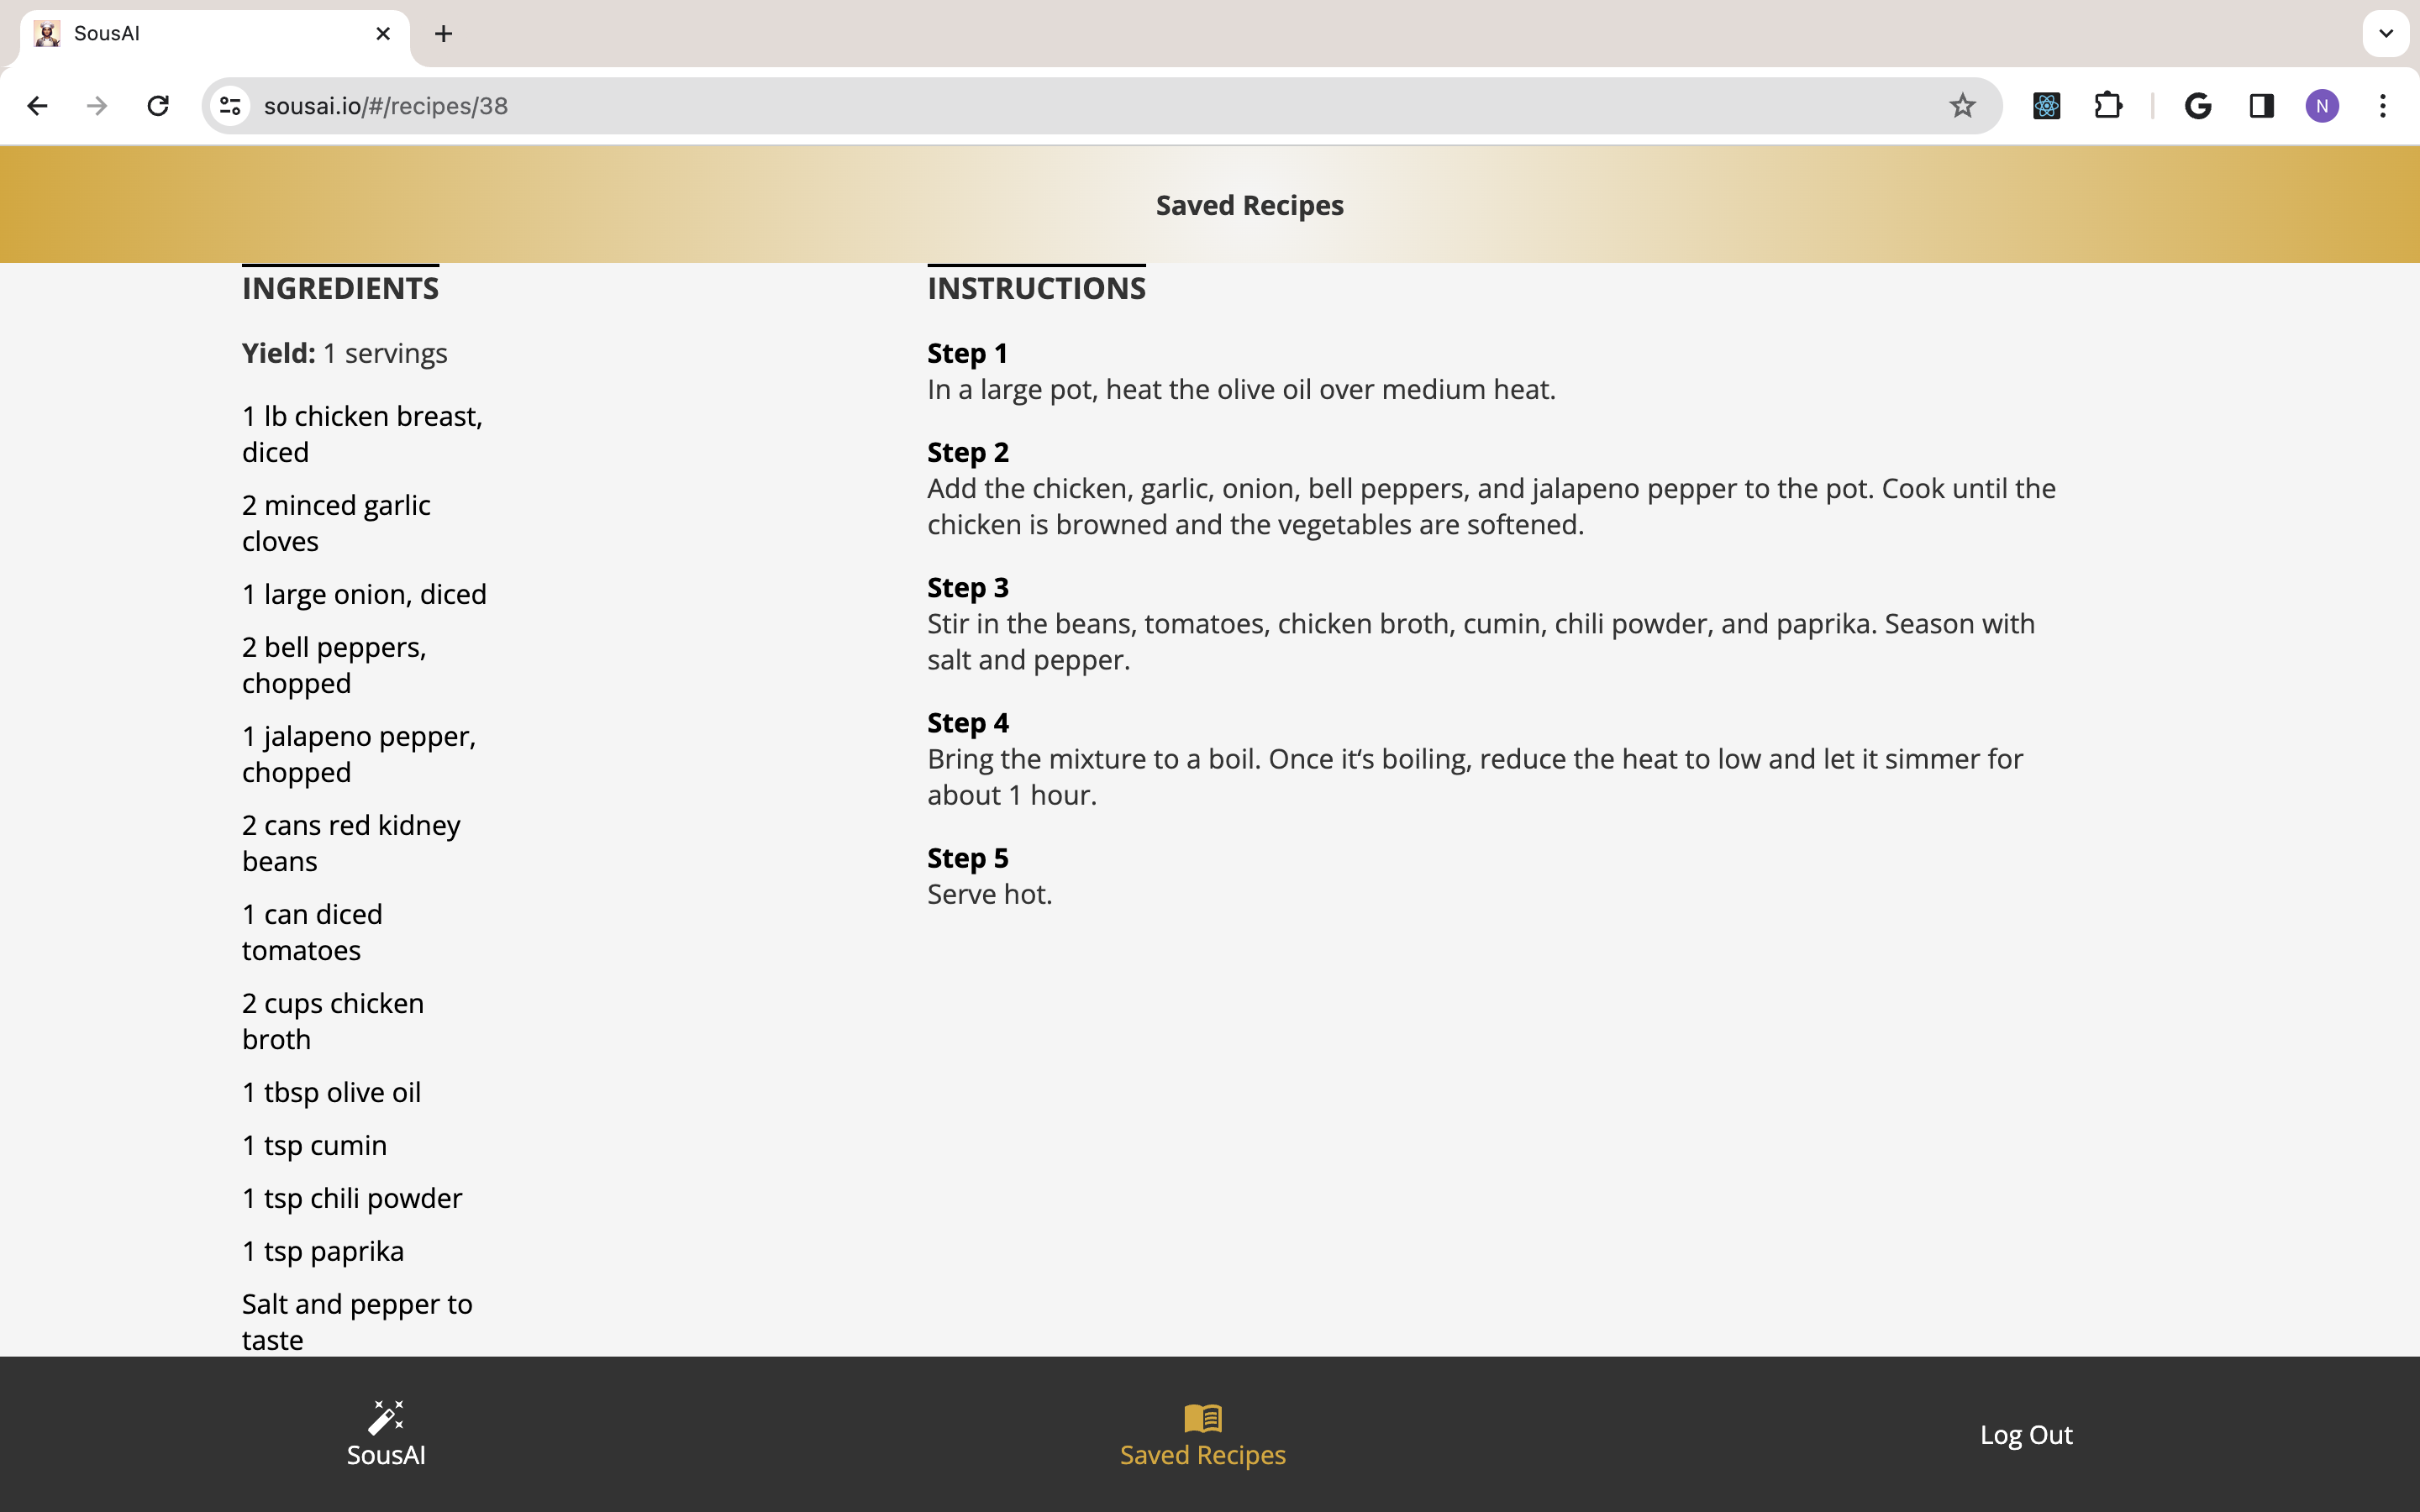 SousAI
sousai.io/#/recipes/38
N
Saved Recipes
INGREDIENTS
Yield: 1 servings
1 lb chicken breast,
diced
2 minced garlic
cloves
1 large onion, diced
2 bell peppers,
chopped
1 jalapeno pepper,
chopped
2 cans red kidney
beans
1 can diced
tomatoes
2 cups chicken
broth
1 tbsp olive oil
1 tsp cumin
1 tsp chili powder
1 tsp paprika
Salt and pepper to
taste
INSTRUCTIONS
Step 1
In a large pot, heat the olive oil over medium heat.
Step 2
Add the chicken, garlic, onion, bell peppers, and jalapeno pepper to the pot. Cook until the
chicken is browned and the vegetables are softened.
Step 3
Stir in the beans, tomatoes, chicken broth, cumin, chili powder, and paprika. Season with
salt and pepper.
Step 4
Bring the mixture to a boil. Once it‘s boiling, reduce the heat to low and let it simmer for
about 1 hour.
Step 5
Serve hot.
SousAI
Saved Recipes
Log Out